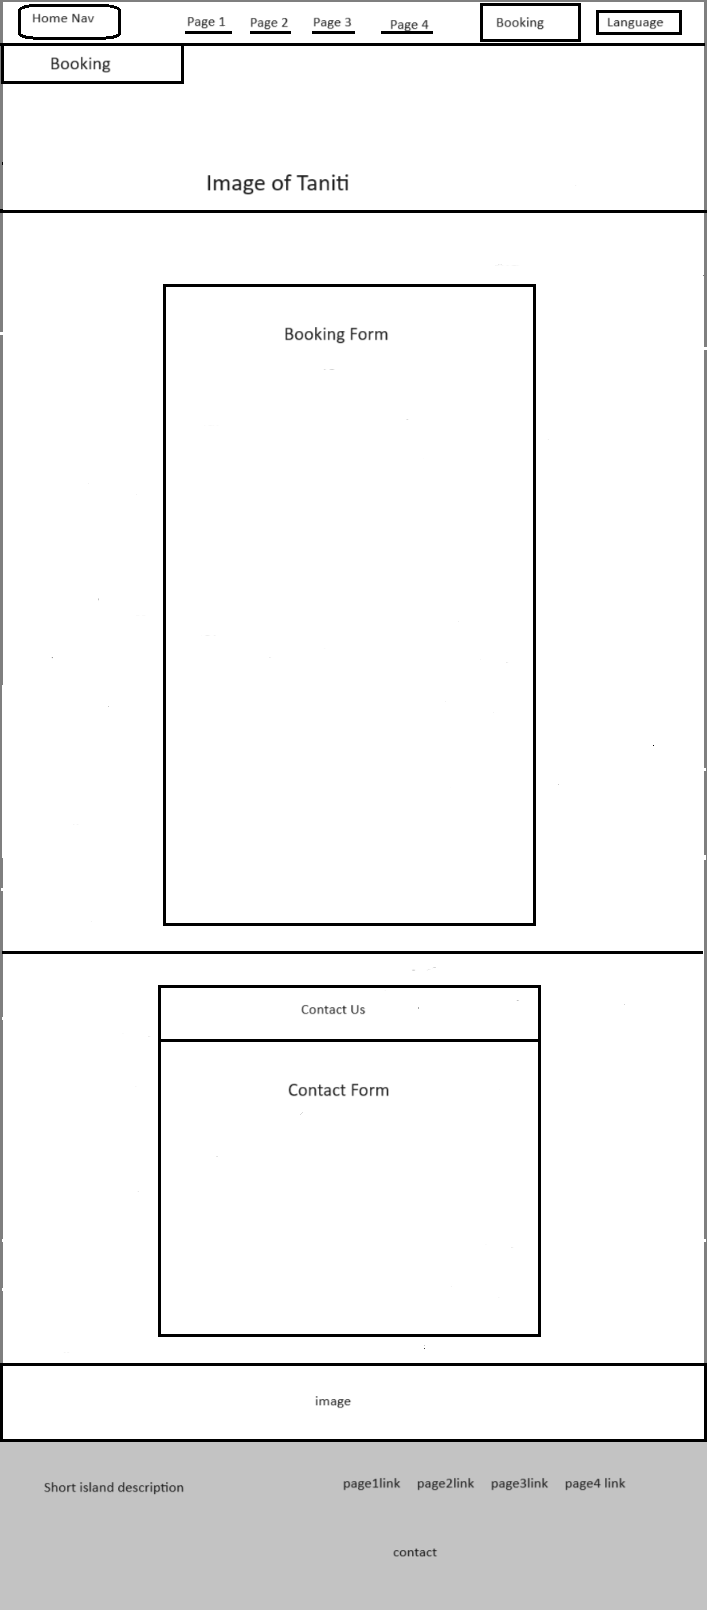 Home Nav Page 1 Page 2 Page 3 Page 4 Booking Language
Booking
Image of Taniti
Booking Form
Contact Us
Contact Form
image
Short island description page1link page2link page3link page4 link
contact